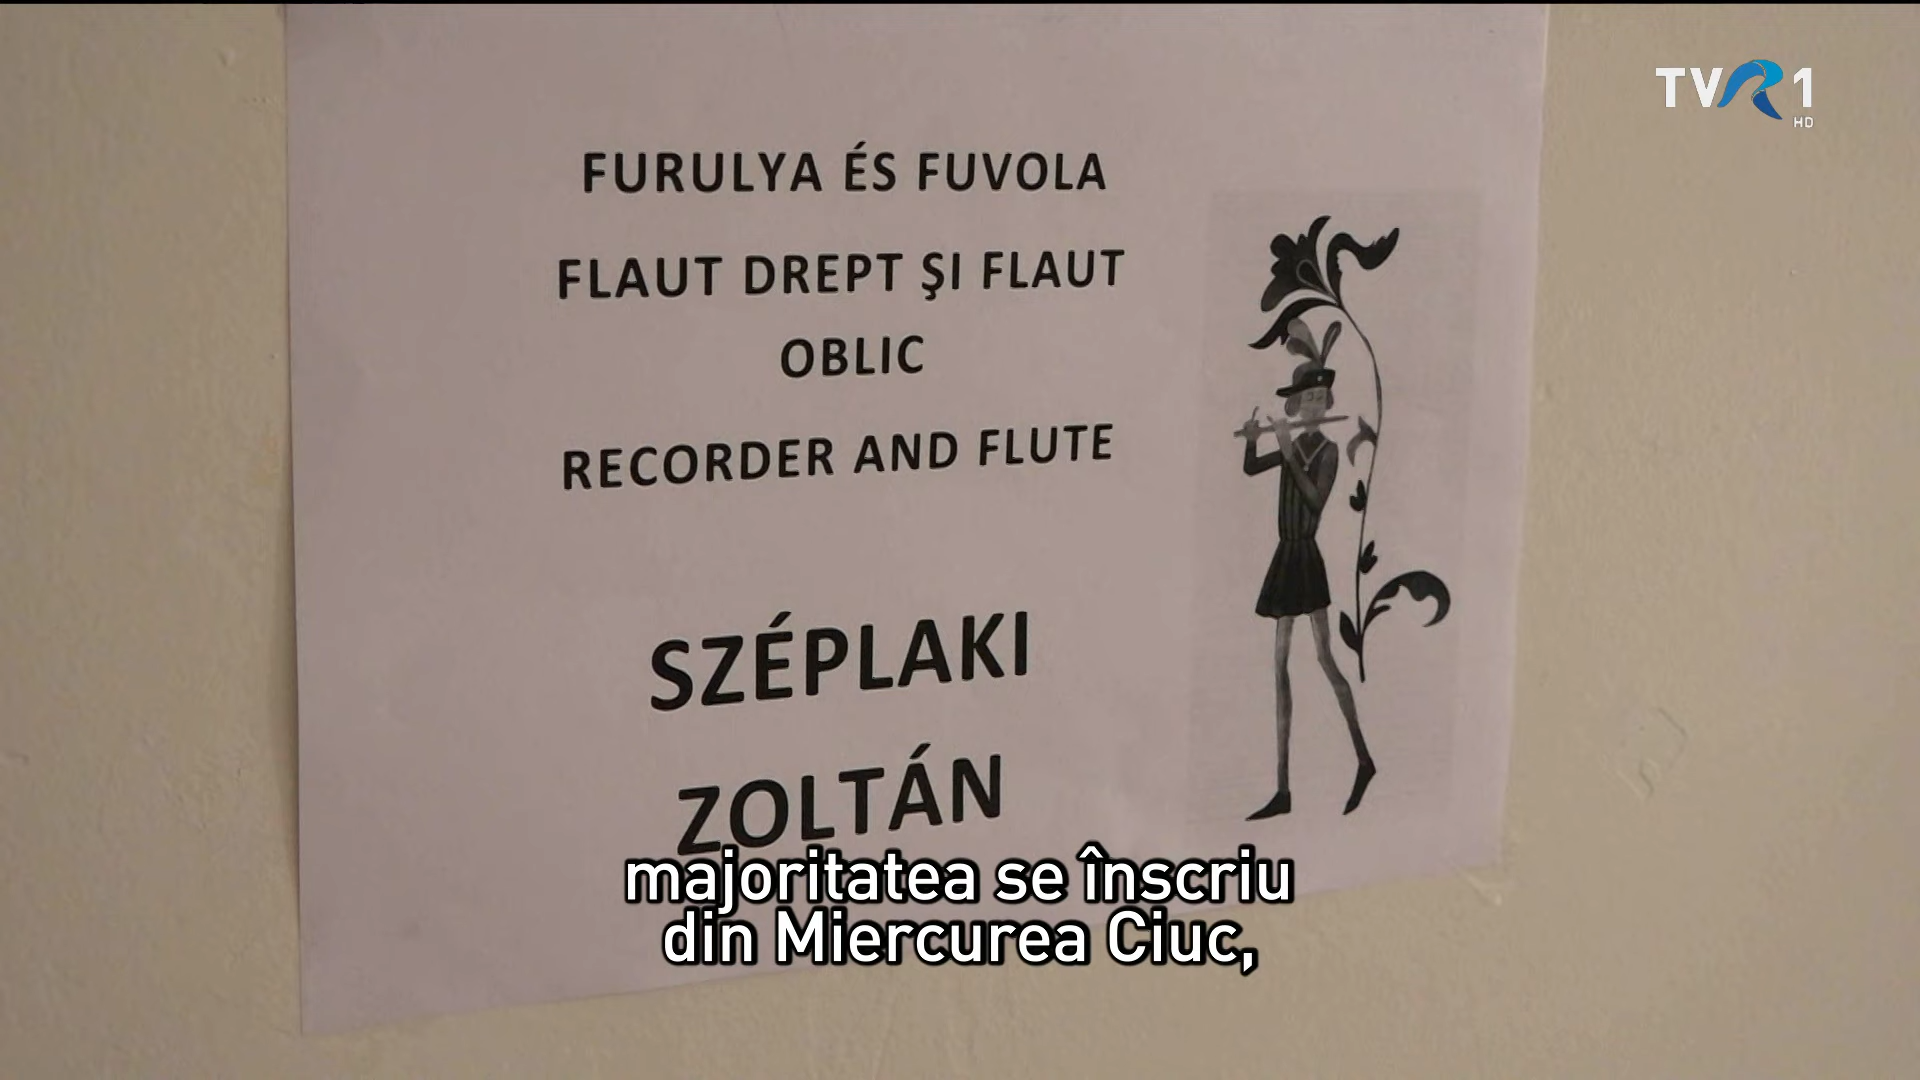 TVR1
HD
FURULYA ÉS FUVOLA
FLAUT DREPT ŞI FLAUT
OBLIC
RECORDER AND FLUTE
SZÉPLAKI
ZOLTÁN
majoritatea se înscriu
din Miercurea Ciuc,